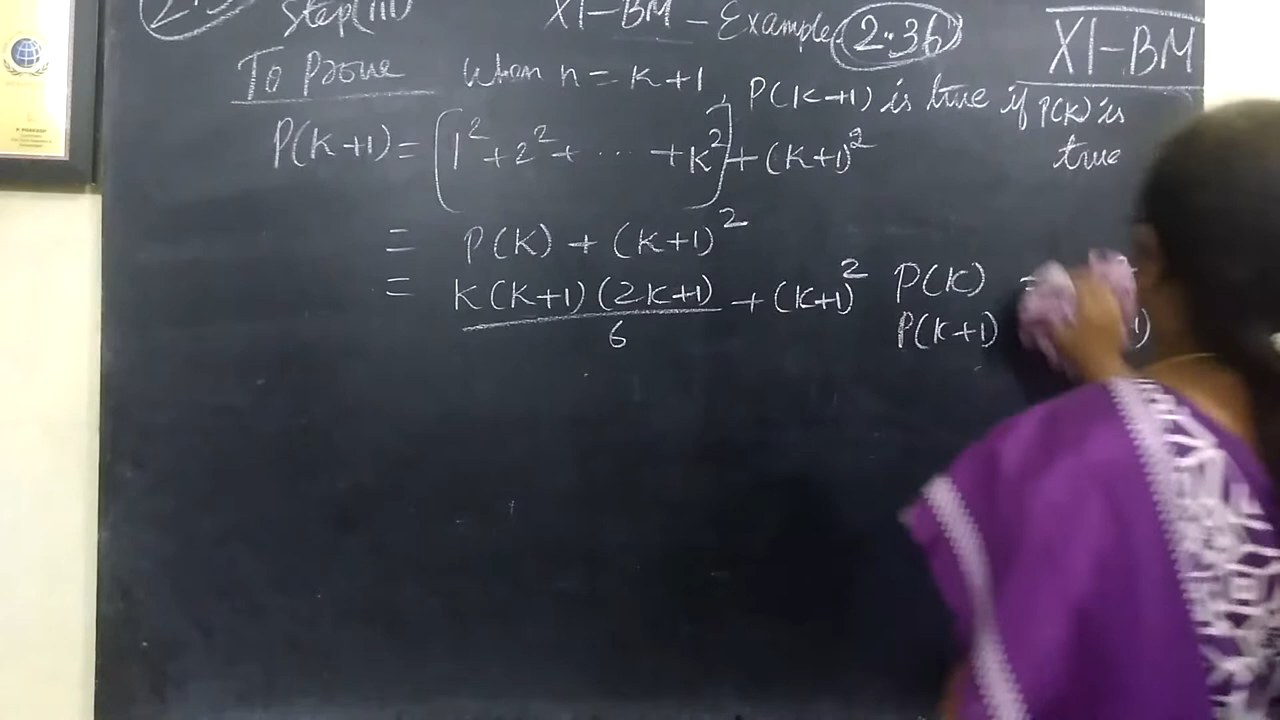 Step(iii) XI-BM-Example 2.36
XI-BM
To Prove when n = K+1, P(K+1) is true if P(K) is true
P(K+1) = [1² + 2² + ... + K²] + (K+1)²
= P(K) + (K+1)²
= K(K+1)(2K+1)/6 + (K+1)²
P(K) =
P(K+1)